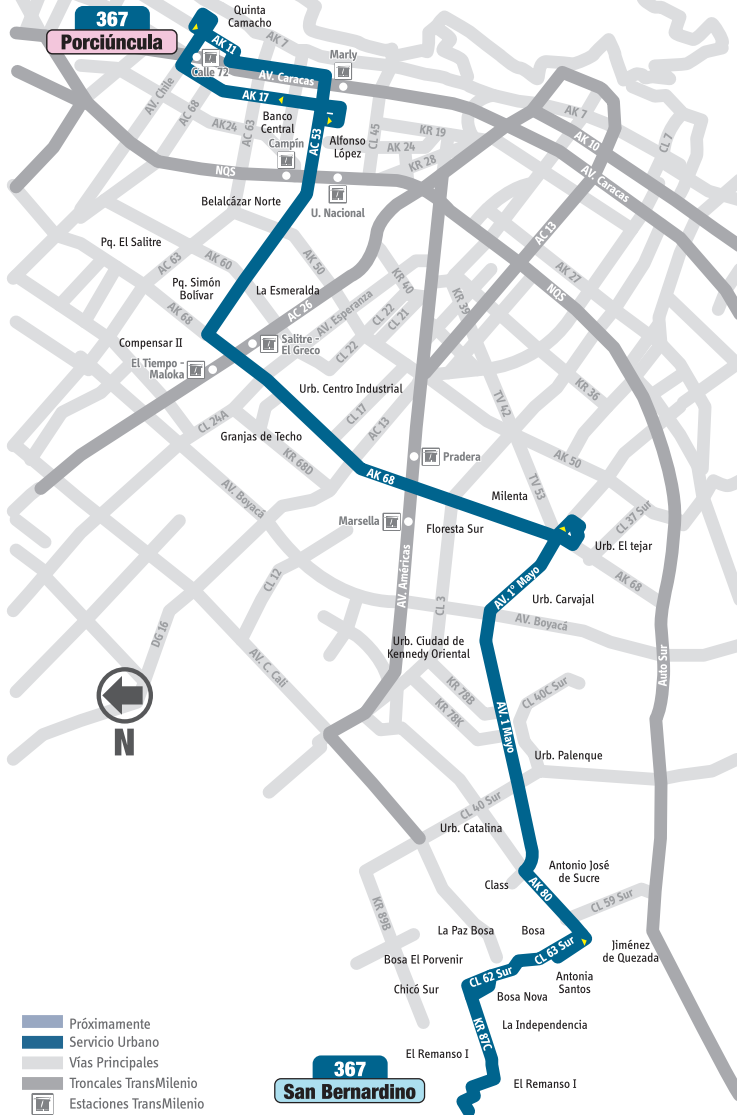 367
Porciúncula
Quinta
Camacho
AK 11
AK 7
Marly
Calle 72
AV. Caracas
AV. Chile
AC 68
AK 17
AK24
AC 63
Banco
Central
Campín
AC 53
Alfonso
López
CL 45
KR 19
AK 24
KR 28
AK 7
AK 10
CL 7
AV. Caracas
NQS
U. Nacional
Belalcázar Norte
Pq. El Salitre
AC 63
AK 60
AK 50
AC 13
AK 27
NQS
Pq. Simón
Bolívar
La Esmeralda
AC 26
AV. Esperanza
KR 40
KR 39
AK 68
CL 22
CL 21
CL 22
Compensar II
Salitre -
El Greco
El Tiempo -
Maloka
Urb. Centro Industrial
KR 36
TV 42
CL 24A
CL 17
AC 13
Granjas de Techo
KR 68D
Pradera
AK 50
AK 68
TV 53
AV. Boyacá
Milenta
Marsella
Floresta Sur
CL 37 Sur
Urb. El tejar
AV. Américas
CL 12
CL 3
AV. 1° Mayo
AK 68
Urb. Carvajal
AV. Boyacá
DG 16
Urb. Ciudad de
Kennedy Oriental
AV. C. Cali
Auto Sur
KR 78B
KR 78K
CL 40C Sur
N
AV. 1 Mayo
Urb. Palenque
CL 40 Sur
Urb. Catalina
Antonio José
de Sucre
Class
AK 80
KR 89B
CL 59 Sur
La Paz Bosa
Bosa
Jiménez
de Quezada
CL 63 Sur
Bosa El Porvenir
CL 62 Sur
Antonia
Santos
Chicó Sur
Bosa Nova
La Independencia
KR 87C
El Remanso I
El Remanso I
367
San Bernardino
Próximamente
Servicio Urbano
Vías Principales
Troncales TransMilenio
Estaciones TransMilenio